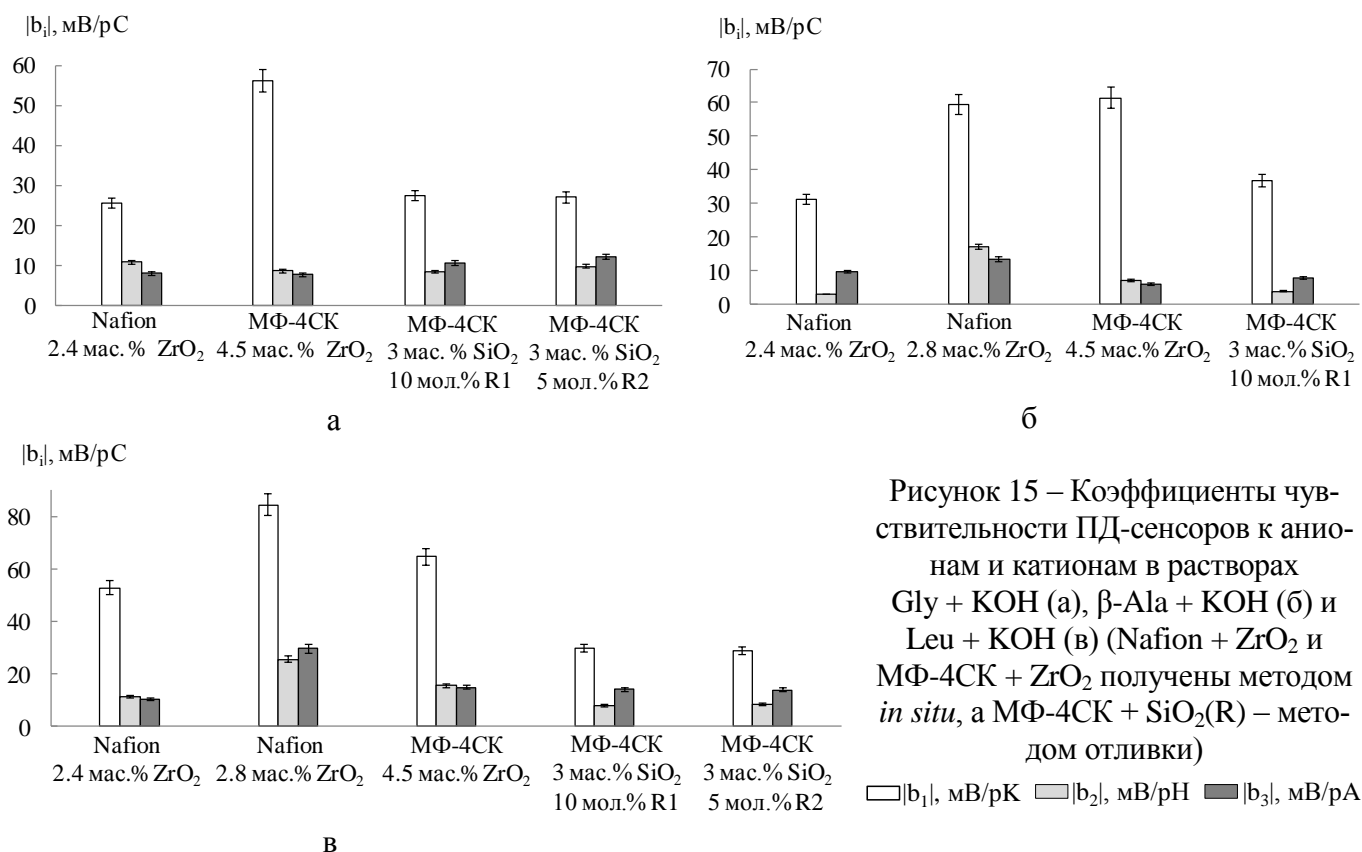 |bᵢ|, мВ/pC
60
50
40
30
20
10
0
Nafion МФ-4СК МФ-4СК МФ-4СК
2.4 мас.% ZrO₂ 4.5 мас.% ZrO₂ 3 мас.% SiO₂ 3 мас.% SiO₂
10 мол.% R1 5 мол.% R2
а
|bᵢ|, мВ/pC
70
60
50
40
30
20
10
0
Nafion Nafion МФ-4СК МФ-4СК
2.4 мас.% ZrO₂ 2.8 мас.% ZrO₂ 4.5 мас.% ZrO₂ 3 мас.% SiO₂
10 мол.% R1
б
|bᵢ|, мВ/pC
80
60
40
20
0
Nafion Nafion МФ-4СК МФ-4СК МФ-4СК
2.4 мас.% ZrO₂ 2.8 мас.% ZrO₂ 4.5 мас.% ZrO₂ 3 мас.% SiO₂ 3 мас.% SiO₂
10 мол.% R1 5 мол.% R2
в
Рисунок 15 – Коэффициенты чув-
ствительности ПД-сенсоров к анио-
нам и катионам в растворах
Gly + KOH (а), β-Ala + KOH (б) и
Leu + KOH (в) (Nafion + ZrO₂ и
МФ-4СК + ZrO₂ получены методом
in situ, а МФ-4СК + SiO₂(R) – мето-
дом отливки)
|b₁|, мВ/pK |b₂|, мВ/pH |b₃|, мВ/pA